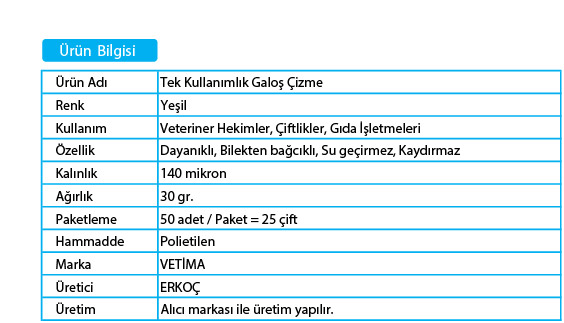 Ürün Bilgisi
Ürün Adı Tek Kullanımlık Galoş Çizme
Renk Yeşil
Kullanım Veteriner Hekimler, Çiftlikler, Gıda İşletmeleri
Özellik Dayanıklı, Bilekten bağcıklı, Su geçirmez, Kaydırmaz
Kalınlık 140 mikron
Ağırlık 30 gr.
Paketleme 50 adet / Paket = 25 çift
Hammadde Polietilen
Marka VETİMA
Üretici ERKOÇ
Üretim Alıcı markası ile üretim yapılır.